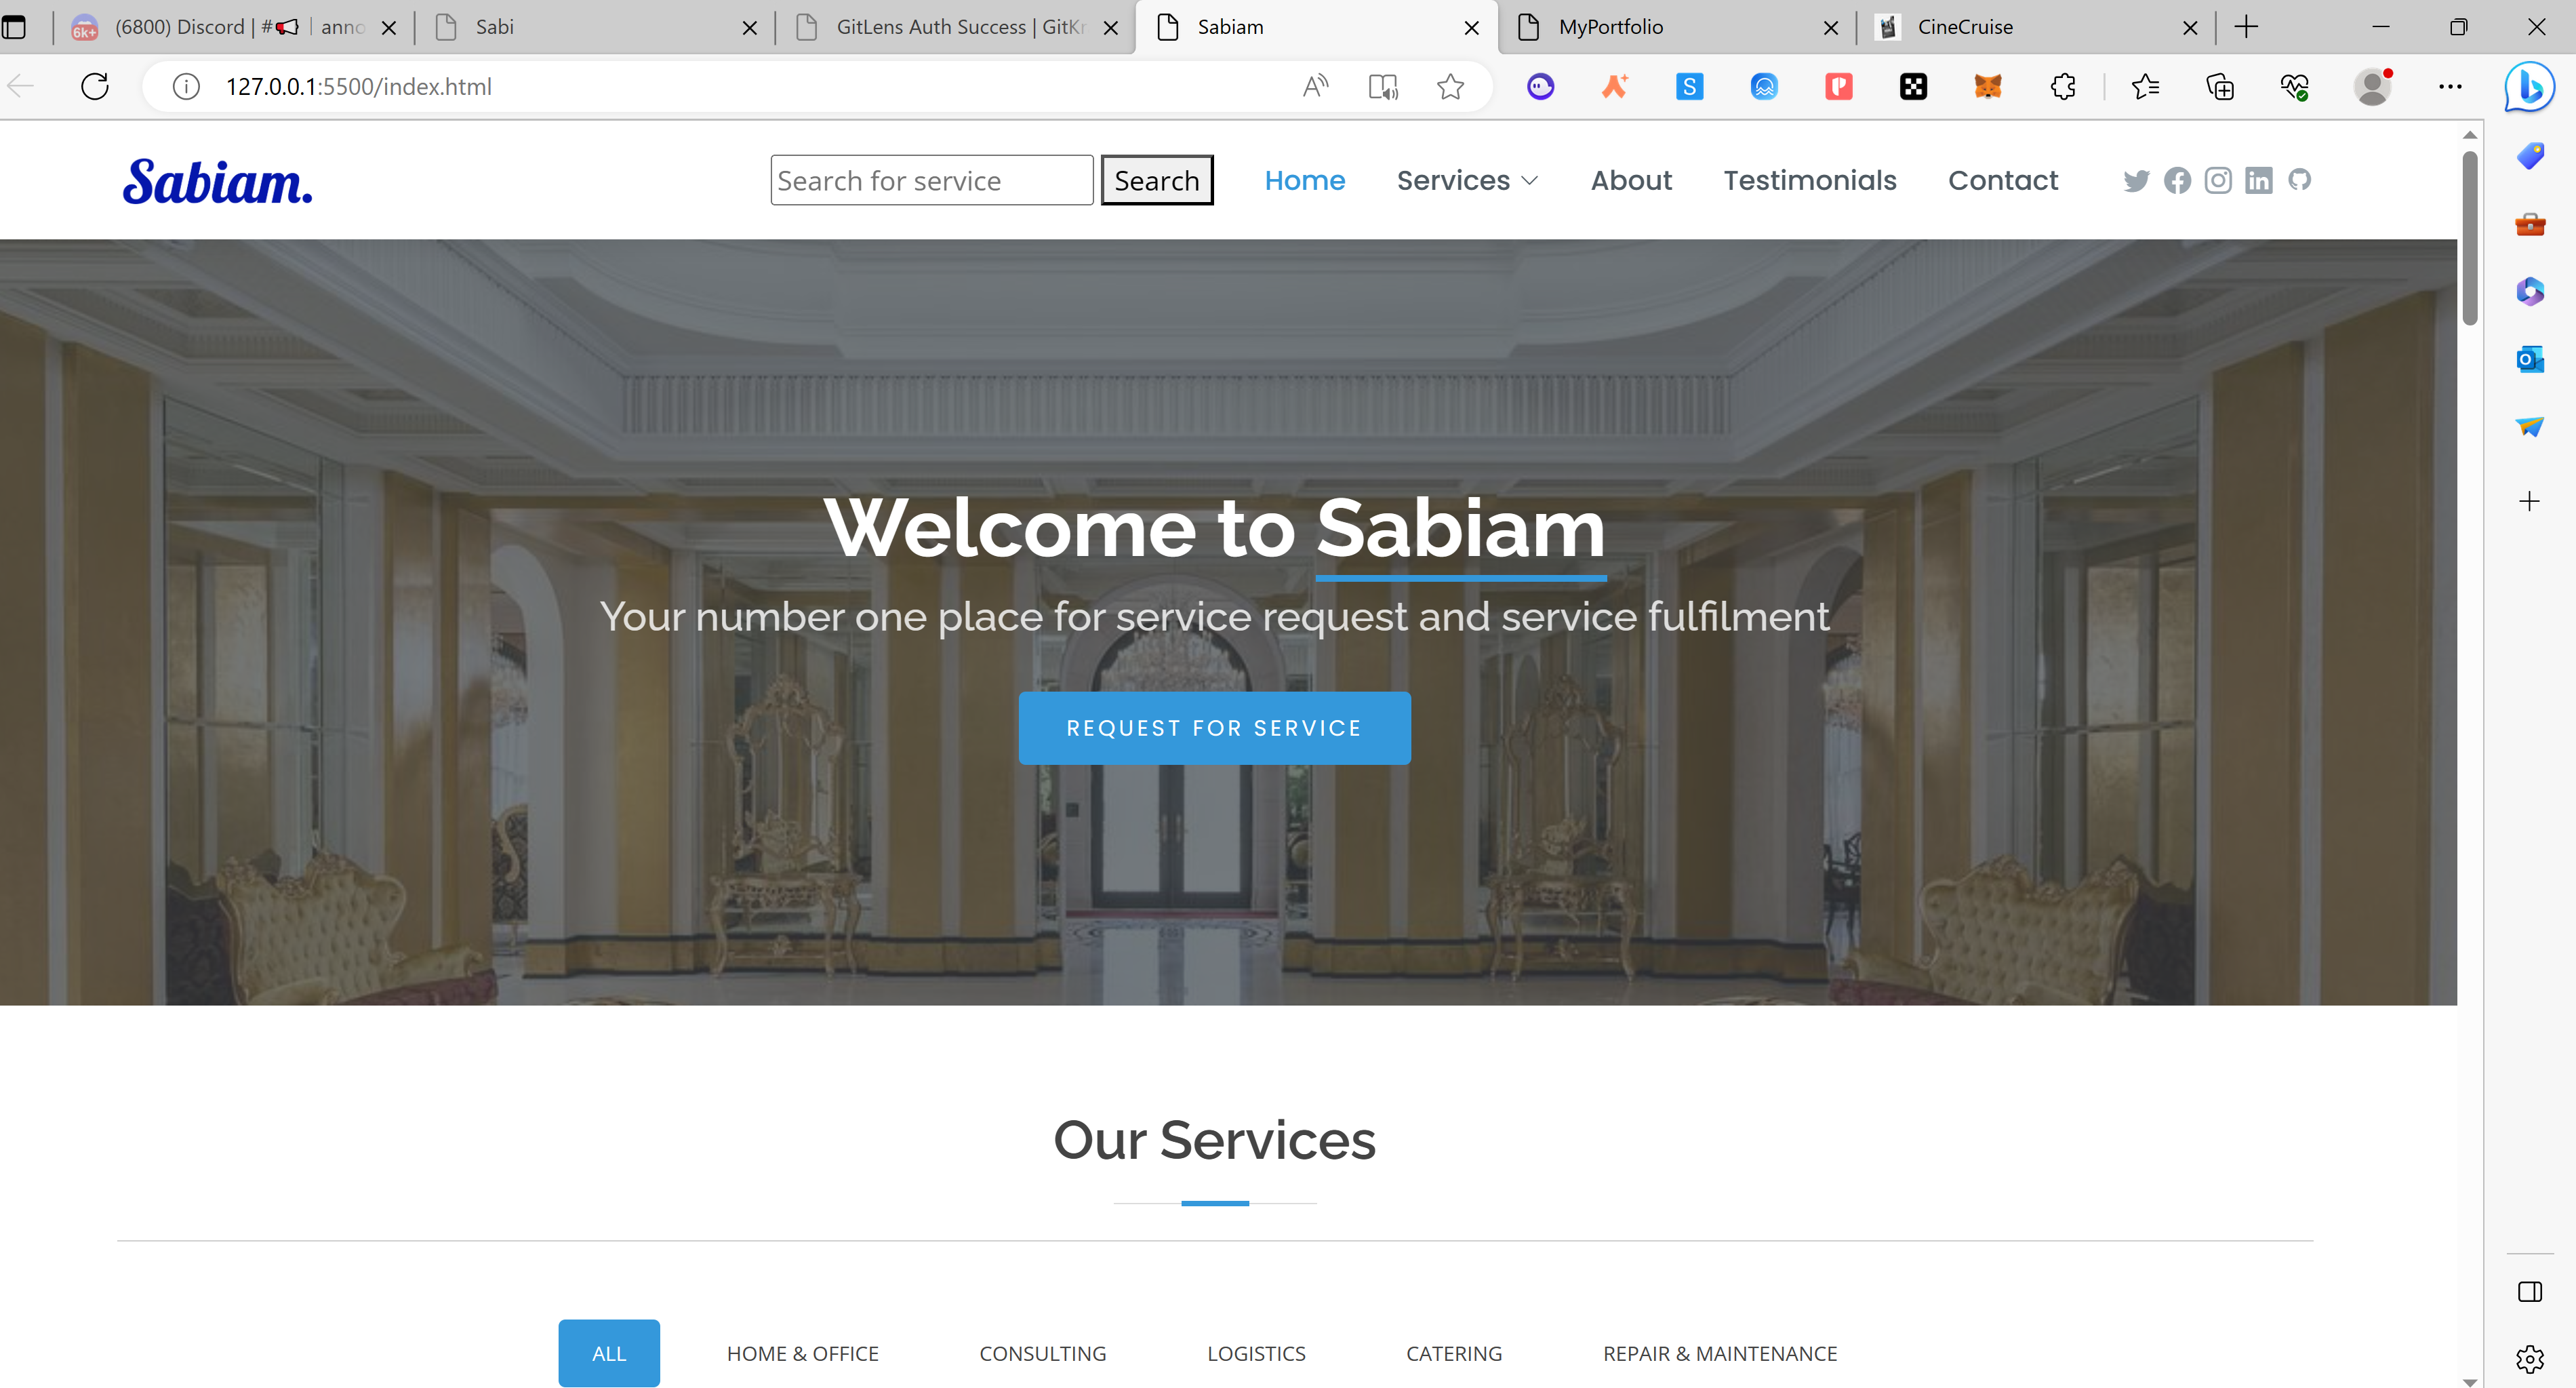 6k+
(6800) Discord | # | anno
Sabi
GitLens Auth Success | GitKr
Sabiam
MyPortfolio
CineCruise
127.0.0.1:5500/index.html
Sabiam.
Search for service
Search
Home
Services
About
Testimonials
Contact
Welcome to Sabiam
Your number one place for service request and service fulfilment
REQUEST FOR SERVICE
Our Services
ALL
HOME & OFFICE
CONSULTING
LOGISTICS
CATERING
REPAIR & MAINTENANCE